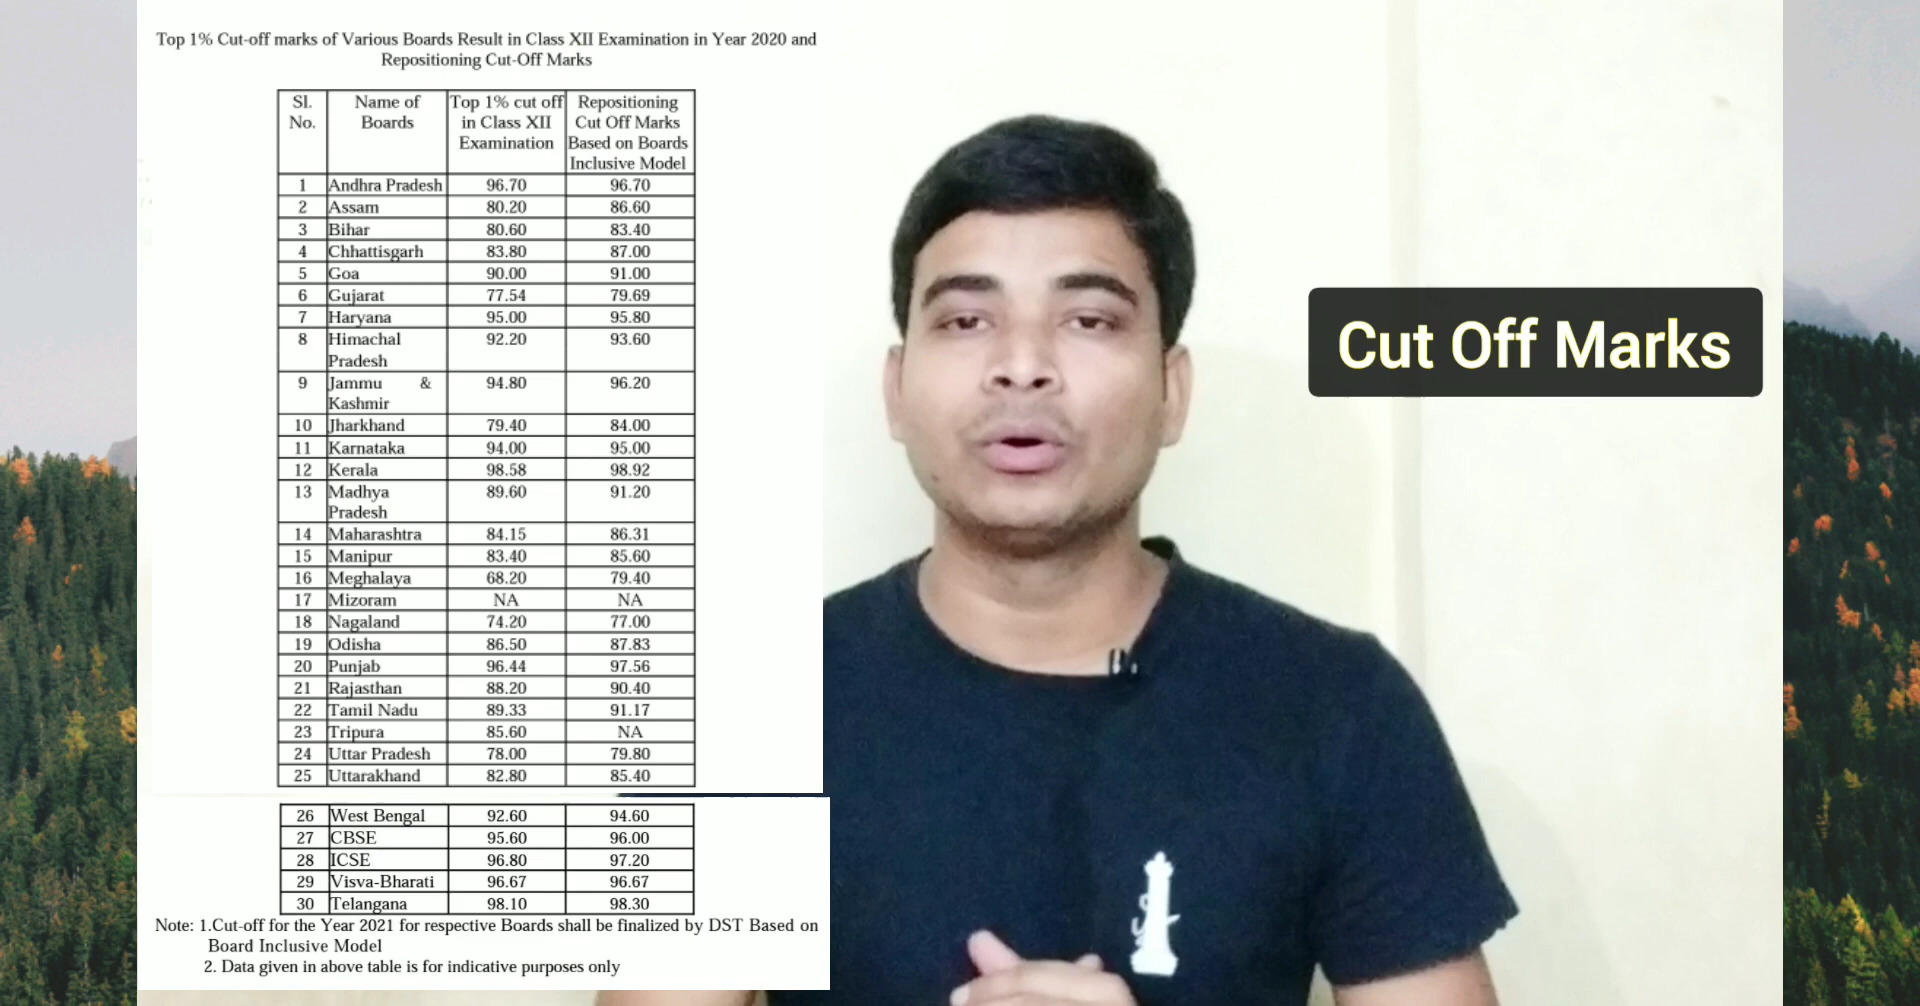 Top 1% Cut-off marks of Various Boards Result in Class XII Examination in Year 2020 and
Repositioning Cut-Off Marks
Sl. No. Name of Boards Top 1% cut off in Class XII Examination Repositioning Cut Off Marks Based on Boards Inclusive Model
1 Andhra Pradesh 96.70 96.70
2 Assam 80.20 86.60
3 Bihar 80.60 83.40
4 Chhattisgarh 83.80 87.00
5 Goa 90.00 91.00
6 Gujarat 77.54 79.69
7 Haryana 95.00 95.80
8 Himachal Pradesh 92.20 93.60
9 Jammu & Kashmir 94.80 96.20
10 Jharkhand 79.40 84.00
11 Karnataka 94.00 95.00
12 Kerala 98.58 98.92
13 Madhya Pradesh 89.60 91.20
14 Maharashtra 84.15 86.31
15 Manipur 83.40 85.60
16 Meghalaya 68.20 79.40
17 Mizoram NA NA
18 Nagaland 74.20 77.00
19 Odisha 86.50 87.83
20 Punjab 96.44 97.56
21 Rajasthan 88.20 90.40
22 Tamil Nadu 89.33 91.17
23 Tripura 85.60 NA
24 Uttar Pradesh 78.00 79.80
25 Uttarakhand 82.80 85.40
26 West Bengal 92.60 94.60
27 CBSE 95.60 96.00
28 ICSE 96.80 97.20
29 Visva-Bharati 96.67 96.67
30 Telangana 98.10 98.30
Note: 1.Cut-off for the Year 2021 for respective Boards shall be finalized by DST Based on
Board Inclusive Model
2. Data given in above table is for indicative purposes only
Cut Off Marks